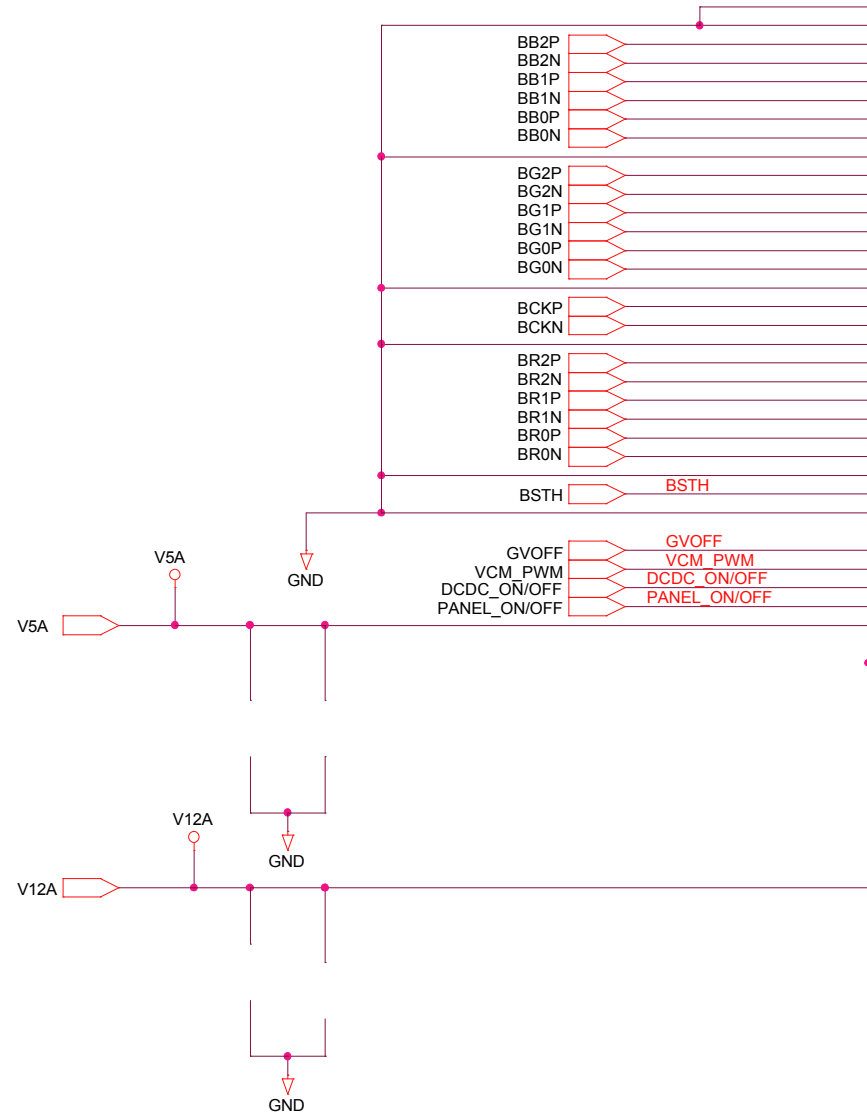 BB2P
BB2N
BB1P
BB1N
BB0P
BB0N
BG2P
BG2N
BG1P
BG1N
BG0P
BG0N
BCKP
BCKN
BR2P
BR2N
BR1P
BR1N
BR0P
BR0N
BSTH BSTH
GND
GVOFF GVOFF
VCM_PWM VCM_PWM
DCDC_ON/OFF DCDC_ON/OFF
PANEL_ON/OFF PANEL_ON/OFF
V5A
V5A
GND
V12A
V12A
GND